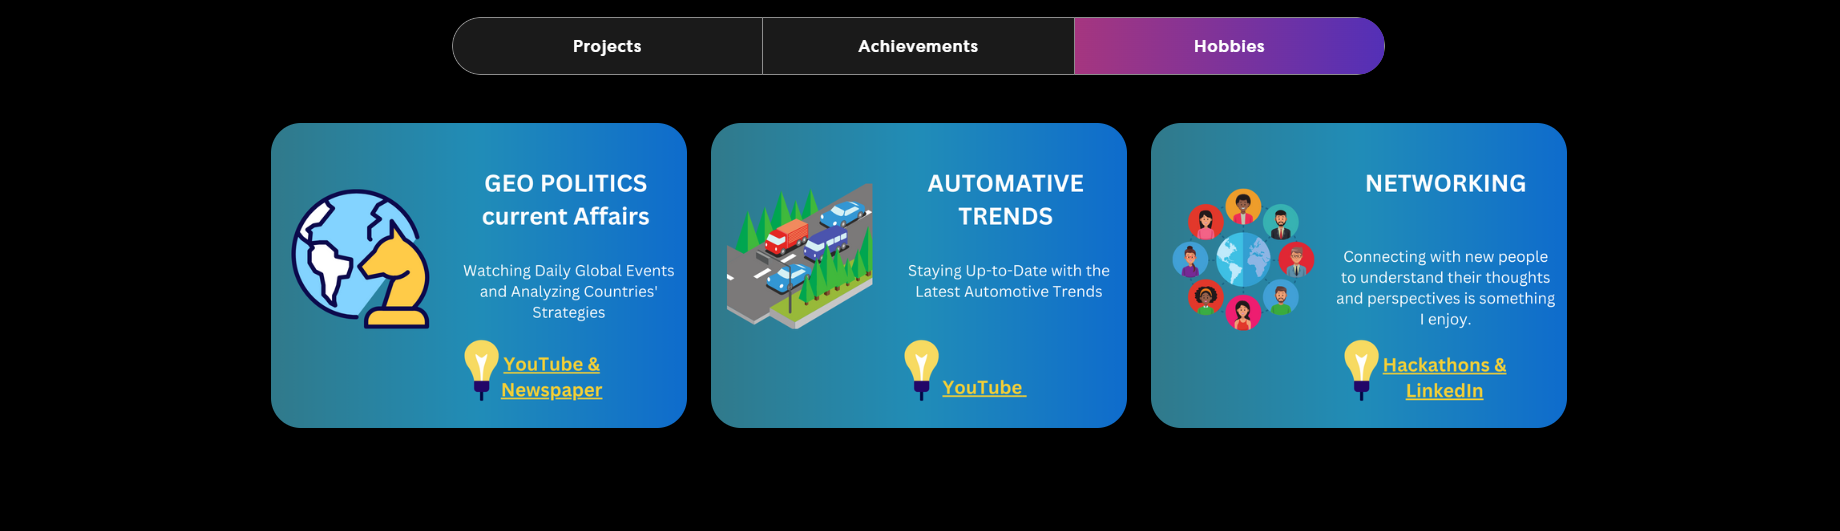 Projects
Achievements
Hobbies
GEO POLITICS
current Affairs
Watching Daily Global Events
and Analyzing Countries'
Strategies
YouTube &
Newspaper
AUTOMATIVE
TRENDS
Staying Up-to-Date with the
Latest Automotive Trends
YouTube
NETWORKING
Connecting with new people
to understand their thoughts
and perspectives is something
I enjoy.
Hackathons &
LinkedIn